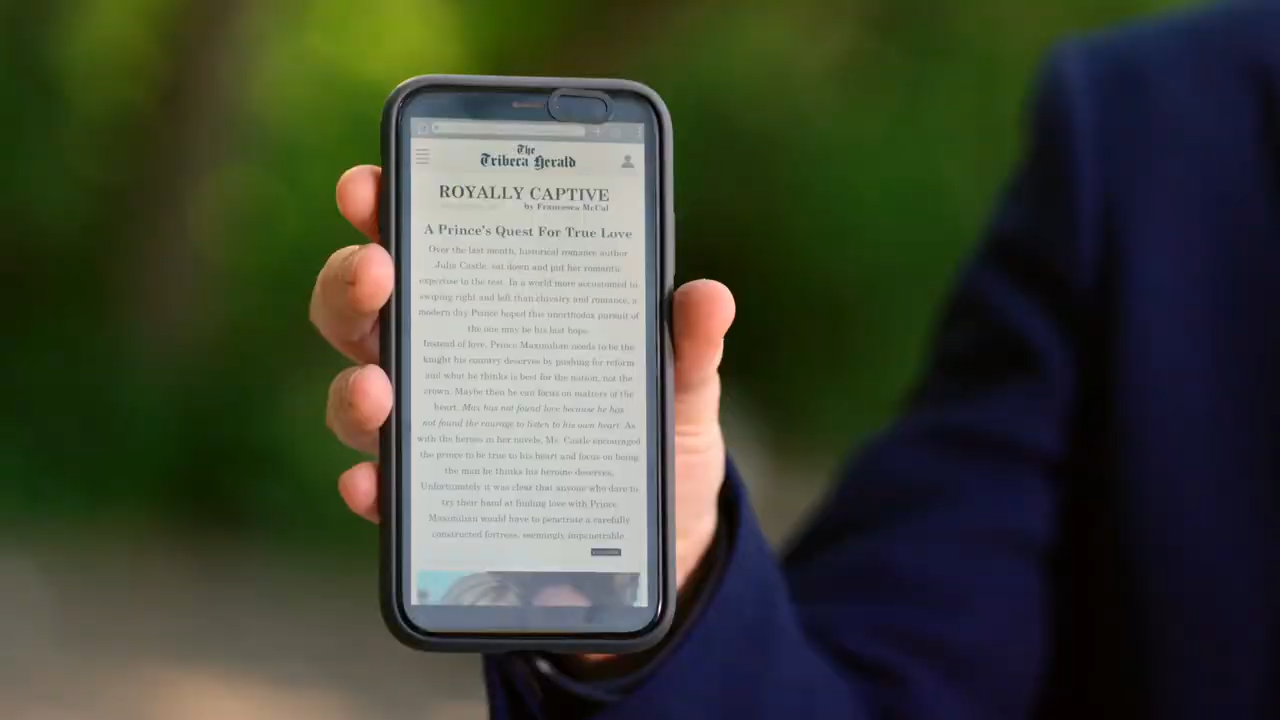 The
Tribeca Herald
ROYALLY CAPTIVE
by Francesca McCal
A Prince's Quest For True Love
Over the last month, historical romance author
Julia Castle, sat down and put her romantic
expertise to the test. In a world more accustomed to
swiping right and left than chivalry and romance, a
modern day Prince hoped this unorthodox pursuit of
the one may be his last hope.
Instead of love, Prince Maximilian needs to be the
knight his country deserves by pushing for reform
and what he thinks is best for the nation, not the
crown. Maybe then he can focus on matters of the
heart. Max has not found love because he has
not found the courage to listen to his own heart. As
with the heroes in her novels, Ms. Castle encouraged
the prince to be true to his heart and focus on being
the man he thinks his heroine deserves.
Unfortunately it was clear that anyone who dare to
try their hand at finding love with Prince
Maximilian would have to penetrate a carefully
constructed fortress, seemingly impenetrable